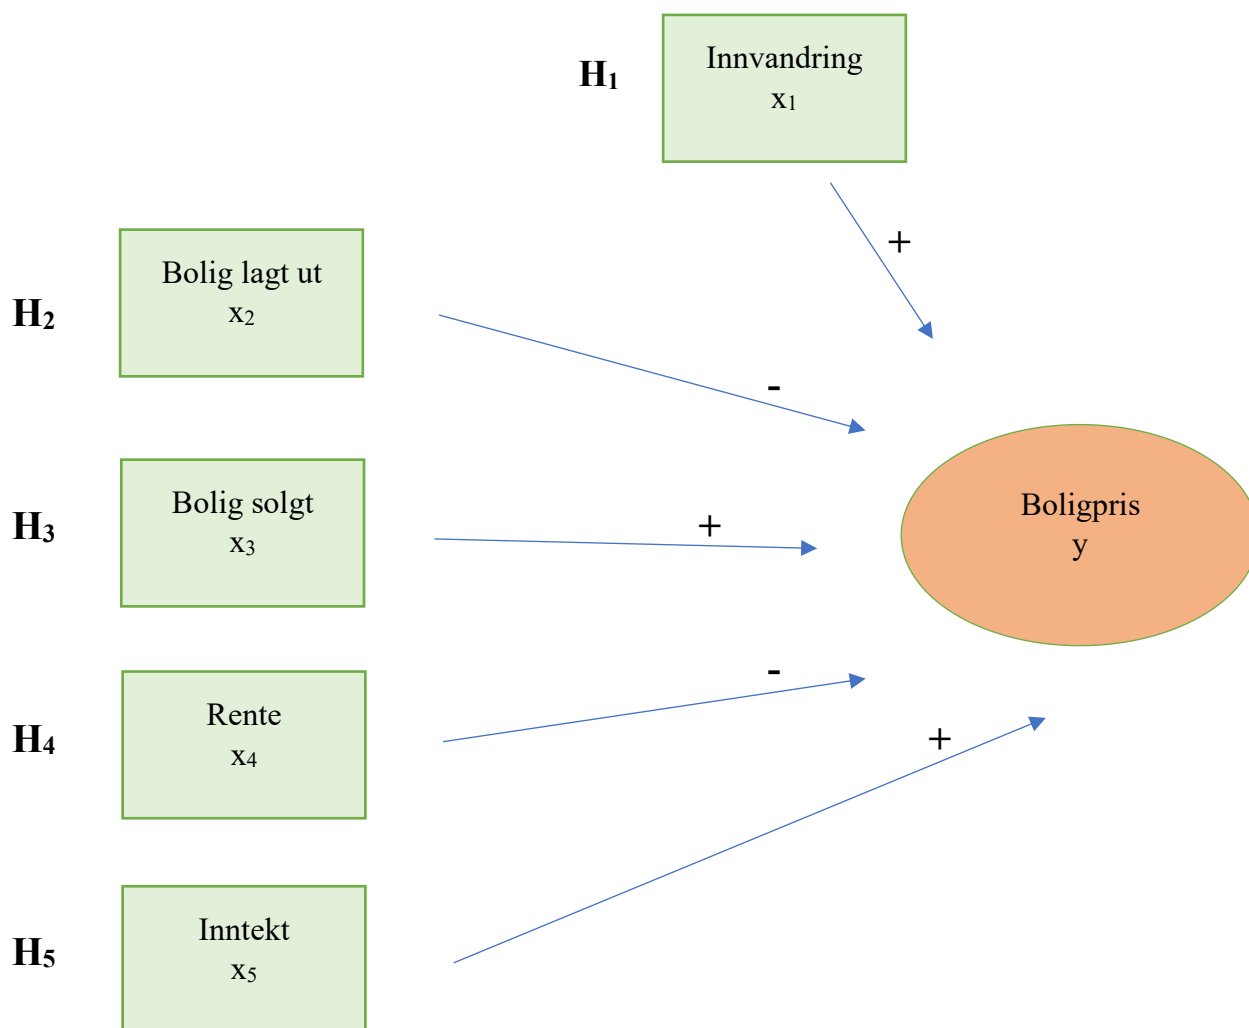 H₁
Innvandring
x₁
+
H₂
Bolig lagt ut
x₂
-
H₃
Bolig solgt
x₃
+
Boligpris
y
H₄
Rente
x₄
-
H₅
Inntekt
x₅
+